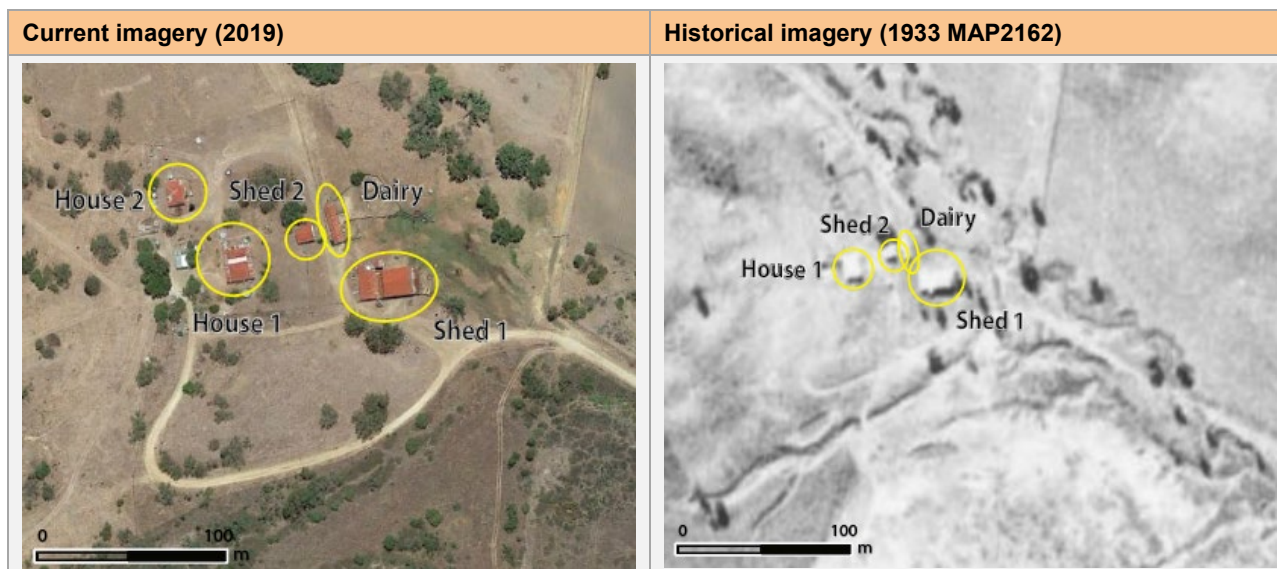 Current imagery (2019)
Historical imagery (1933 MAP2162)
House 2
Shed 2
Dairy
House 1
Shed 1
0 100
m
Dairy
Shed 2
House 1
Shed 1
0 100
m